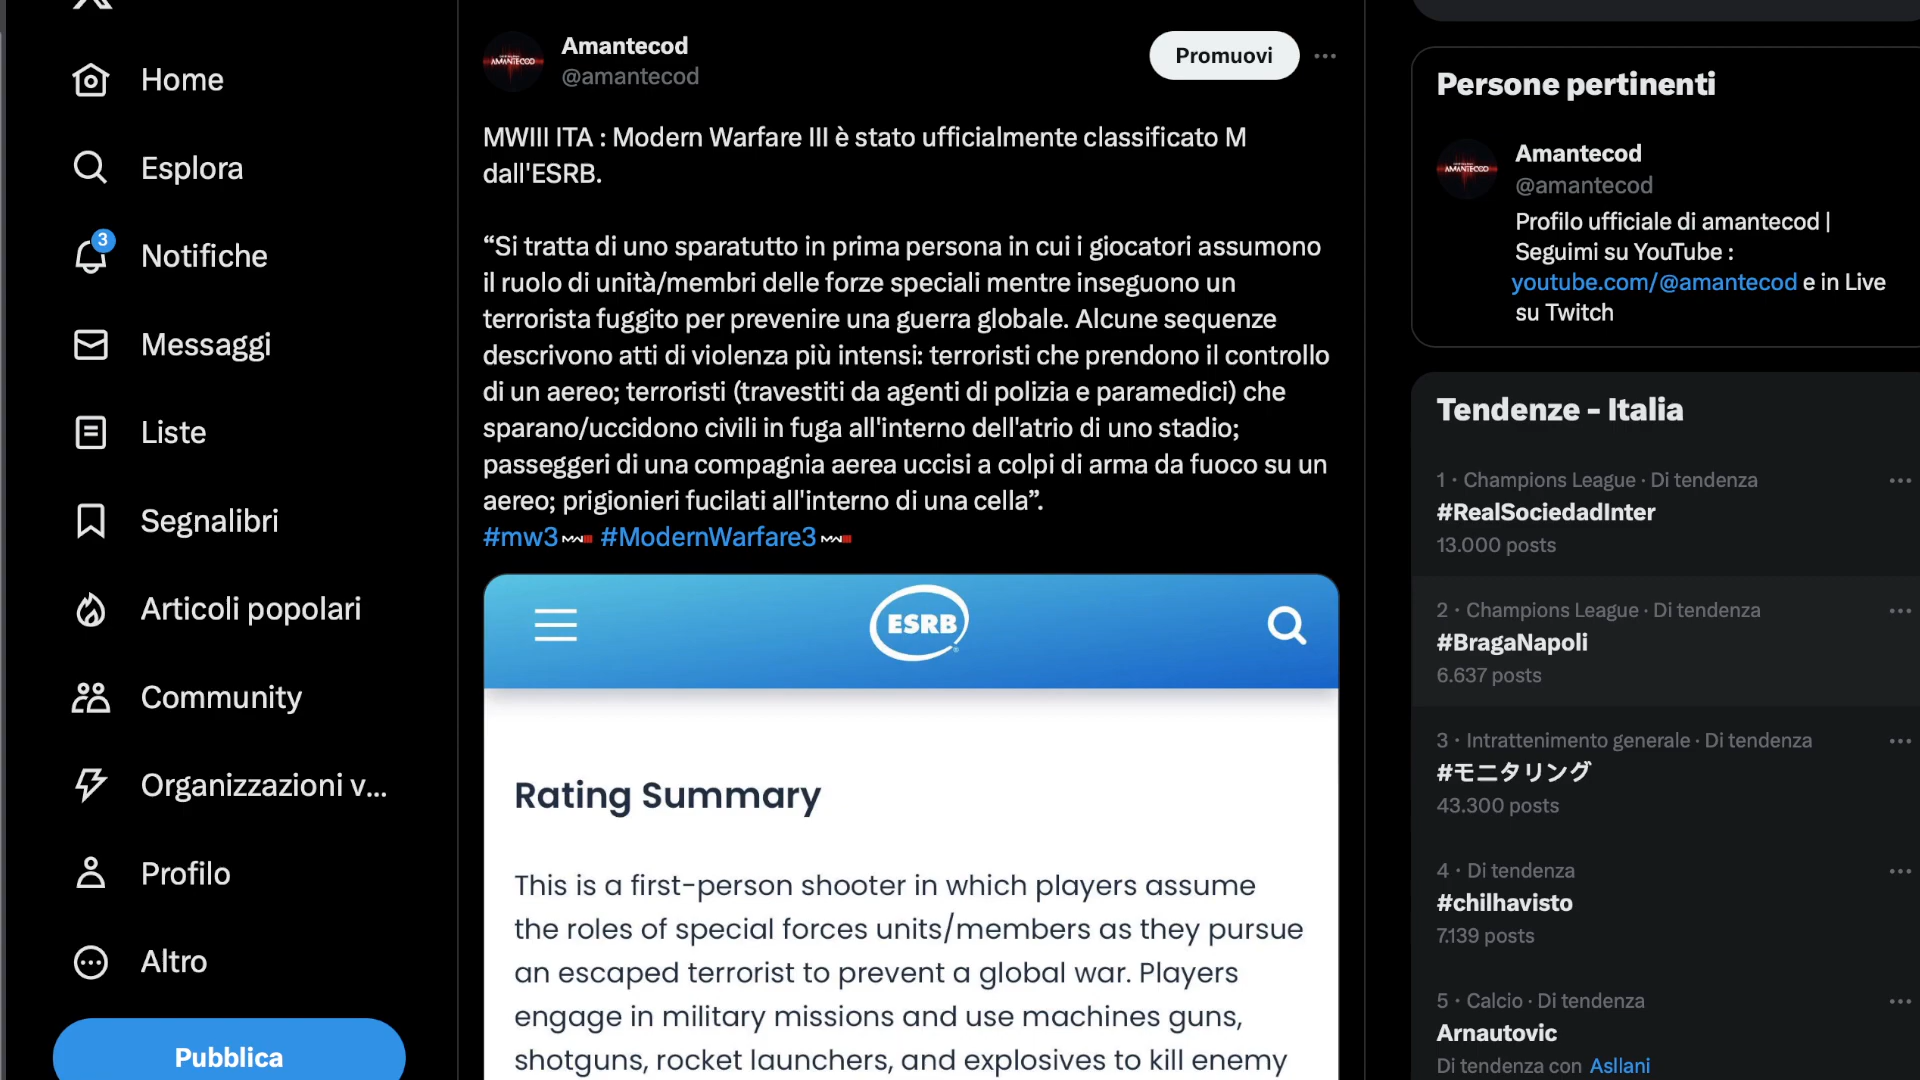 Home
Esplora
3
Notifiche
Messaggi
Liste
Segnalibri
Articoli popolari
Community
Organizzazioni v...
Profilo
Altro
Pubblica
AMANTECOD
Amantecod
@amantecod
Promuovi
MWIII ITA : Modern Warfare III è stato ufficialmente classificato M
dall'ESRB.
“Si tratta di uno sparatutto in prima persona in cui i giocatori assumono
il ruolo di unità/membri delle forze speciali mentre inseguono un
terrorista fuggito per prevenire una guerra globale. Alcune sequenze
descrivono atti di violenza più intensi: terroristi che prendono il controllo
di un aereo; terroristi (travestiti da agenti di polizia e paramedici) che
sparano/uccidono civili in fuga all'interno dell'atrio di uno stadio;
passeggeri di una compagnia aerea uccisi a colpi di arma da fuoco su un
aereo; prigionieri fucilati all'interno di una cella”.
#mw3 #ModernWarfare3
ESRB
Rating Summary
This is a first-person shooter in which players assume
the roles of special forces units/members as they pursue
an escaped terrorist to prevent a global war. Players
engage in military missions and use machines guns,
shotguns, rocket launchers, and explosives to kill enemy
Persone pertinenti
AMANTECOD
Amantecod
@amantecod
Profilo ufficiale di amantecod |
Seguimi su YouTube :
youtube.com/@amantecod e in Live
su Twitch
Tendenze - Italia
1 · Champions League · Di tendenza
#RealSociedadInter
13.000 posts
2 · Champions League · Di tendenza
#BragaNapoli
6.637 posts
3 · Intrattenimento generale · Di tendenza
#モニタリング
43.300 posts
4 · Di tendenza
#chilhavisto
7.139 posts
5 · Calcio · Di tendenza
Arnautovic
Di tendenza con Asllani